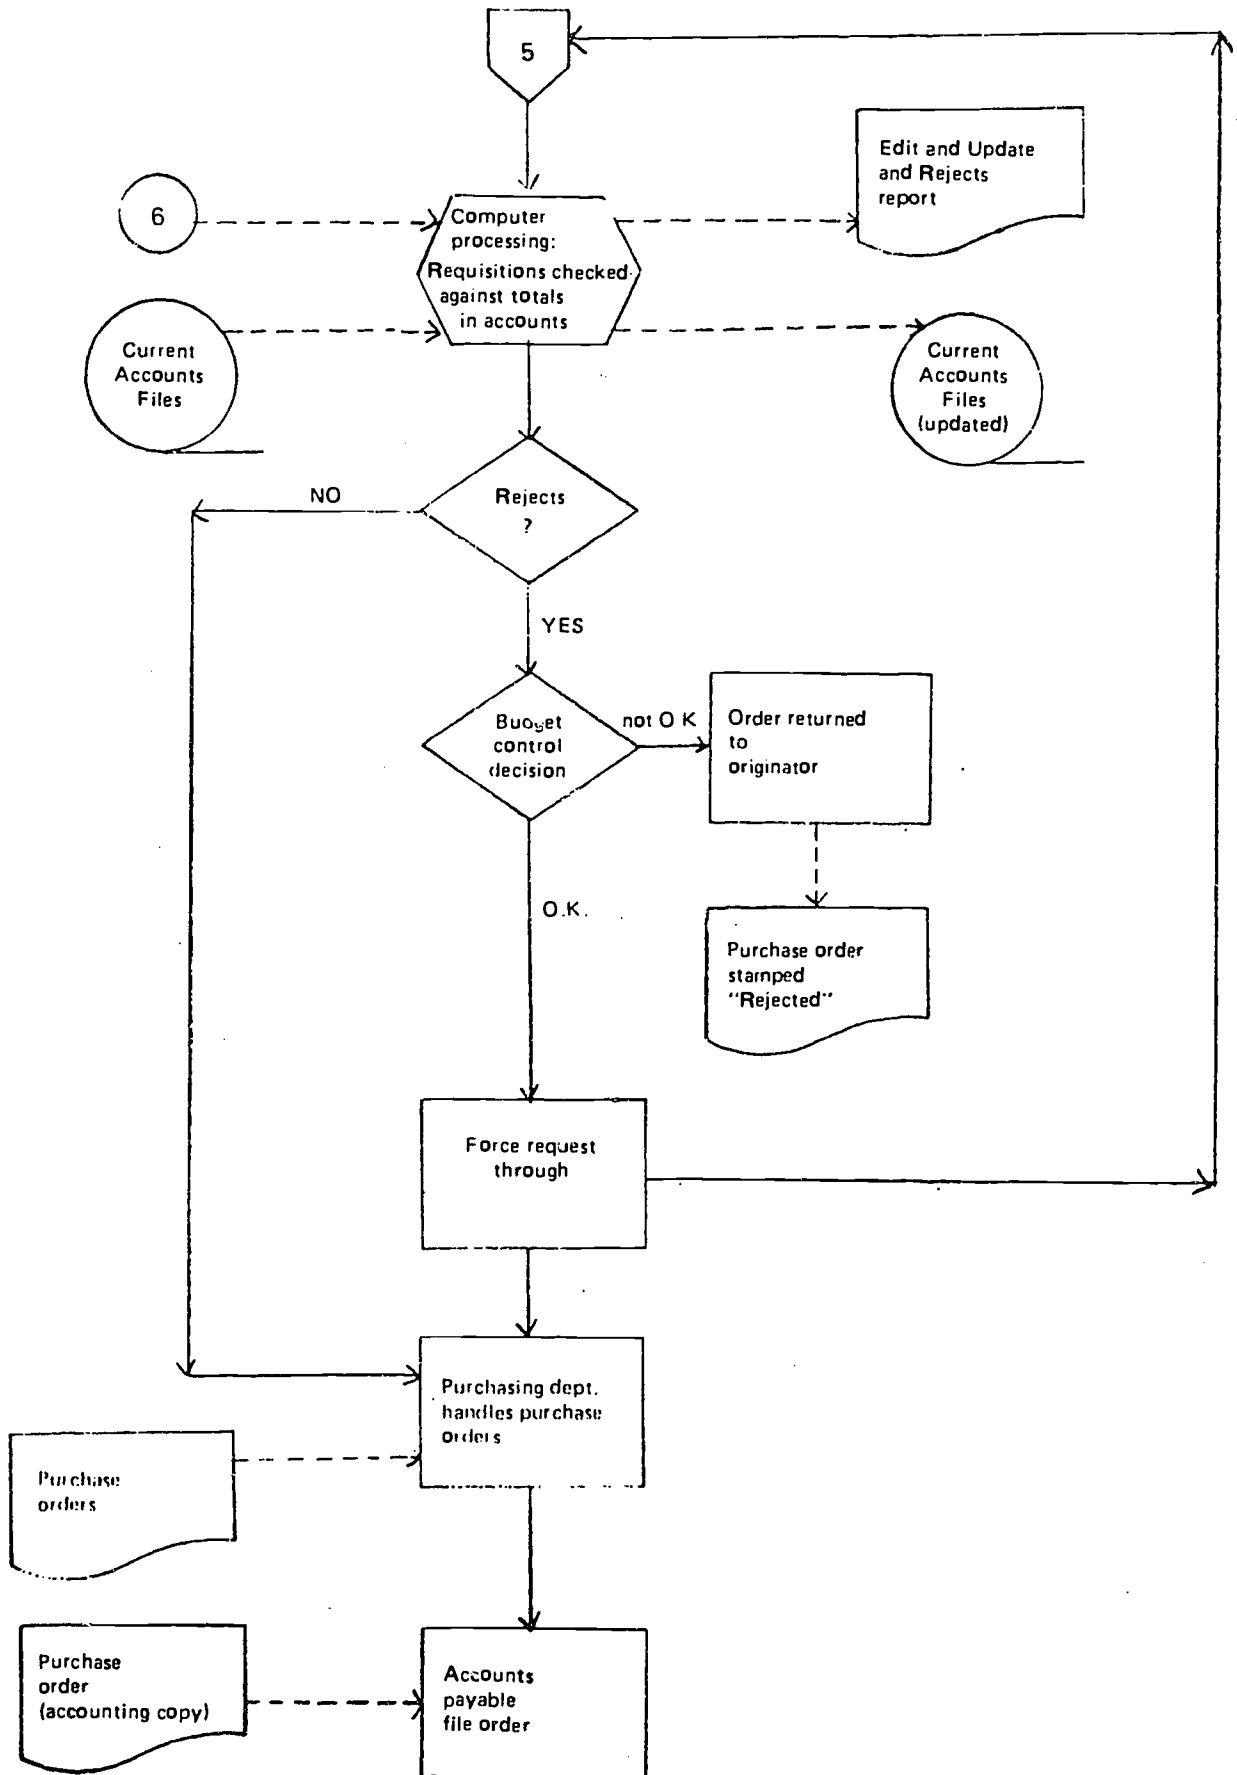 5
Edit and Update
and Rejects
report
6
Computer
processing:
Requisitions checked
against totals
in accounts
Current
Accounts
Files
Current
Accounts
Files
(updated)
NO
Rejects
?
YES
Budget
control
decision
not O K
Order returned
to
originator
O.K.
Purchase order
stamped
"Rejected"
Force request
through
Purchasing dept.
handles purchase
orders
Purchase
orders
Purchase
order
(accounting copy)
Accounts
payable
file order